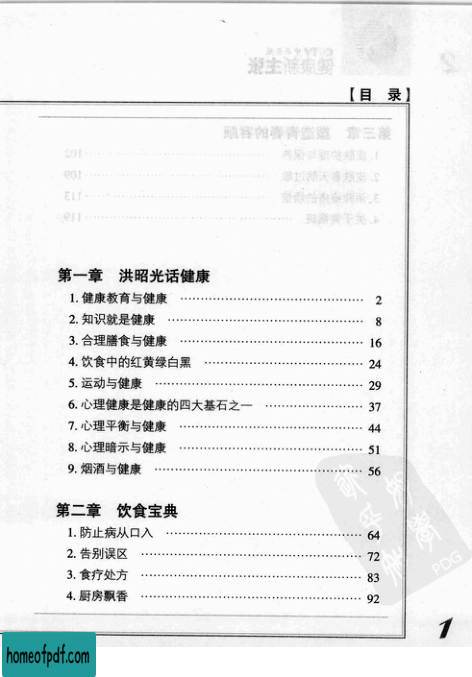 【目 录】
第一章 洪昭光话健康
1. 健康教育与健康 …………………………………… 2
2. 知识就是健康 …………………………………… 8
3. 合理膳食与健康 …………………………………… 16
4. 饮食中的红黄绿白黑 …………………………………… 24
5. 运动与健康 …………………………………… 29
6. 心理健康是健康的四大基石之一 …………………………………… 37
7. 心理平衡与健康 …………………………………… 44
8. 心理暗示与健康 …………………………………… 51
9. 烟酒与健康 …………………………………… 56
第二章 饮食宝典
1. 防止病从口入 …………………………………… 64
2. 告别误区 …………………………………… 72
3. 食疗处方 …………………………………… 83
4. 厨房飘香 …………………………………… 92
PDG
1
homeofpdf.com